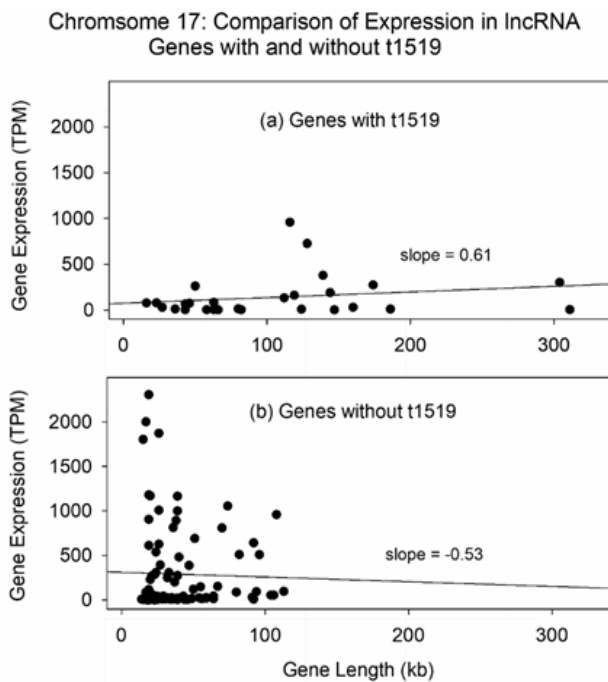 Chromsome 17: Comparison of Expression in lncRNA
Genes with and without t1519
Gene Expression (TPM)
2000
1500
1000
500
0
(a) Genes with t1519
slope = 0.61
0 100 200 300
Gene Expression (TPM)
2000
1500
1000
500
0
(b) Genes without t1519
slope = -0.53
0 100 200 300
Gene Length (kb)